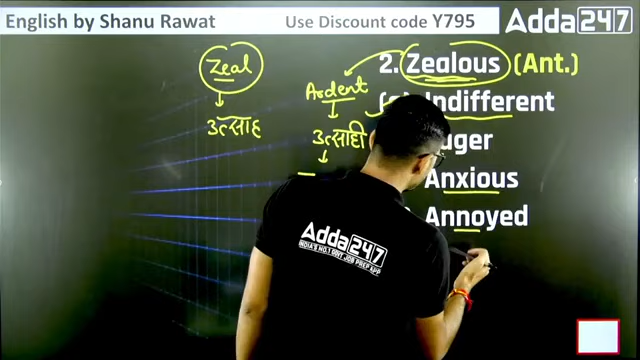 English by Shanu Rawat
Use Discount code Y795
Adda247
Zeal
उत्साह
Ardent
उत्साही
2. Zealous (Ant.)
Indifferent
Anxious
Annoyed
Adda247
INDIA'S NO.1 GOVT JOB PREP APP